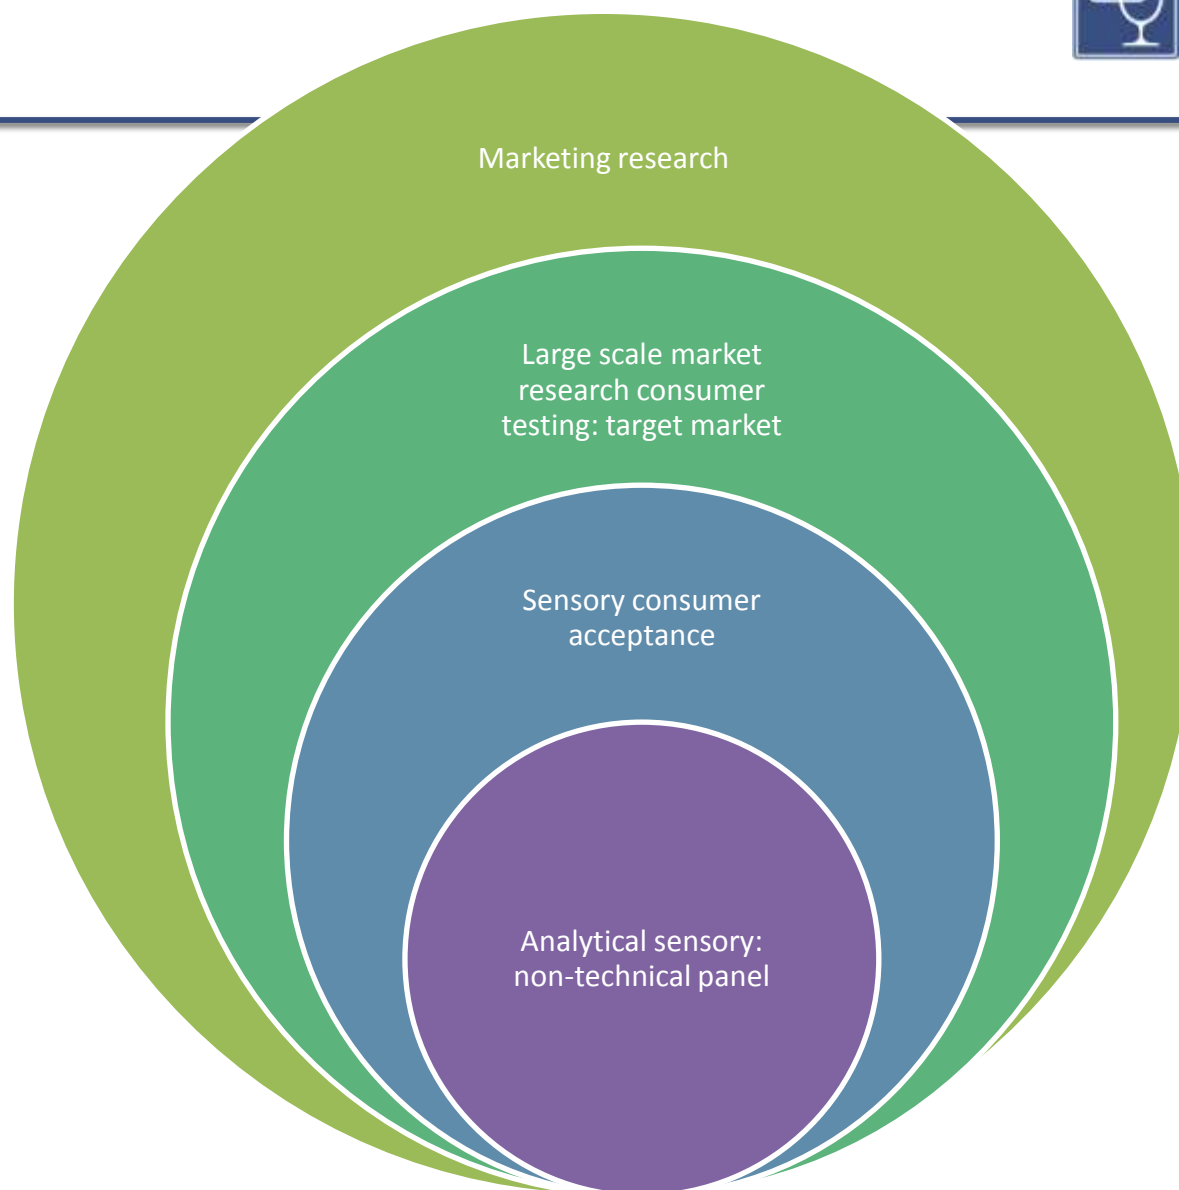 Marketing research
Large scale market
research consumer
testing: target market
Sensory consumer
acceptance
Analytical sensory:
non-technical panel